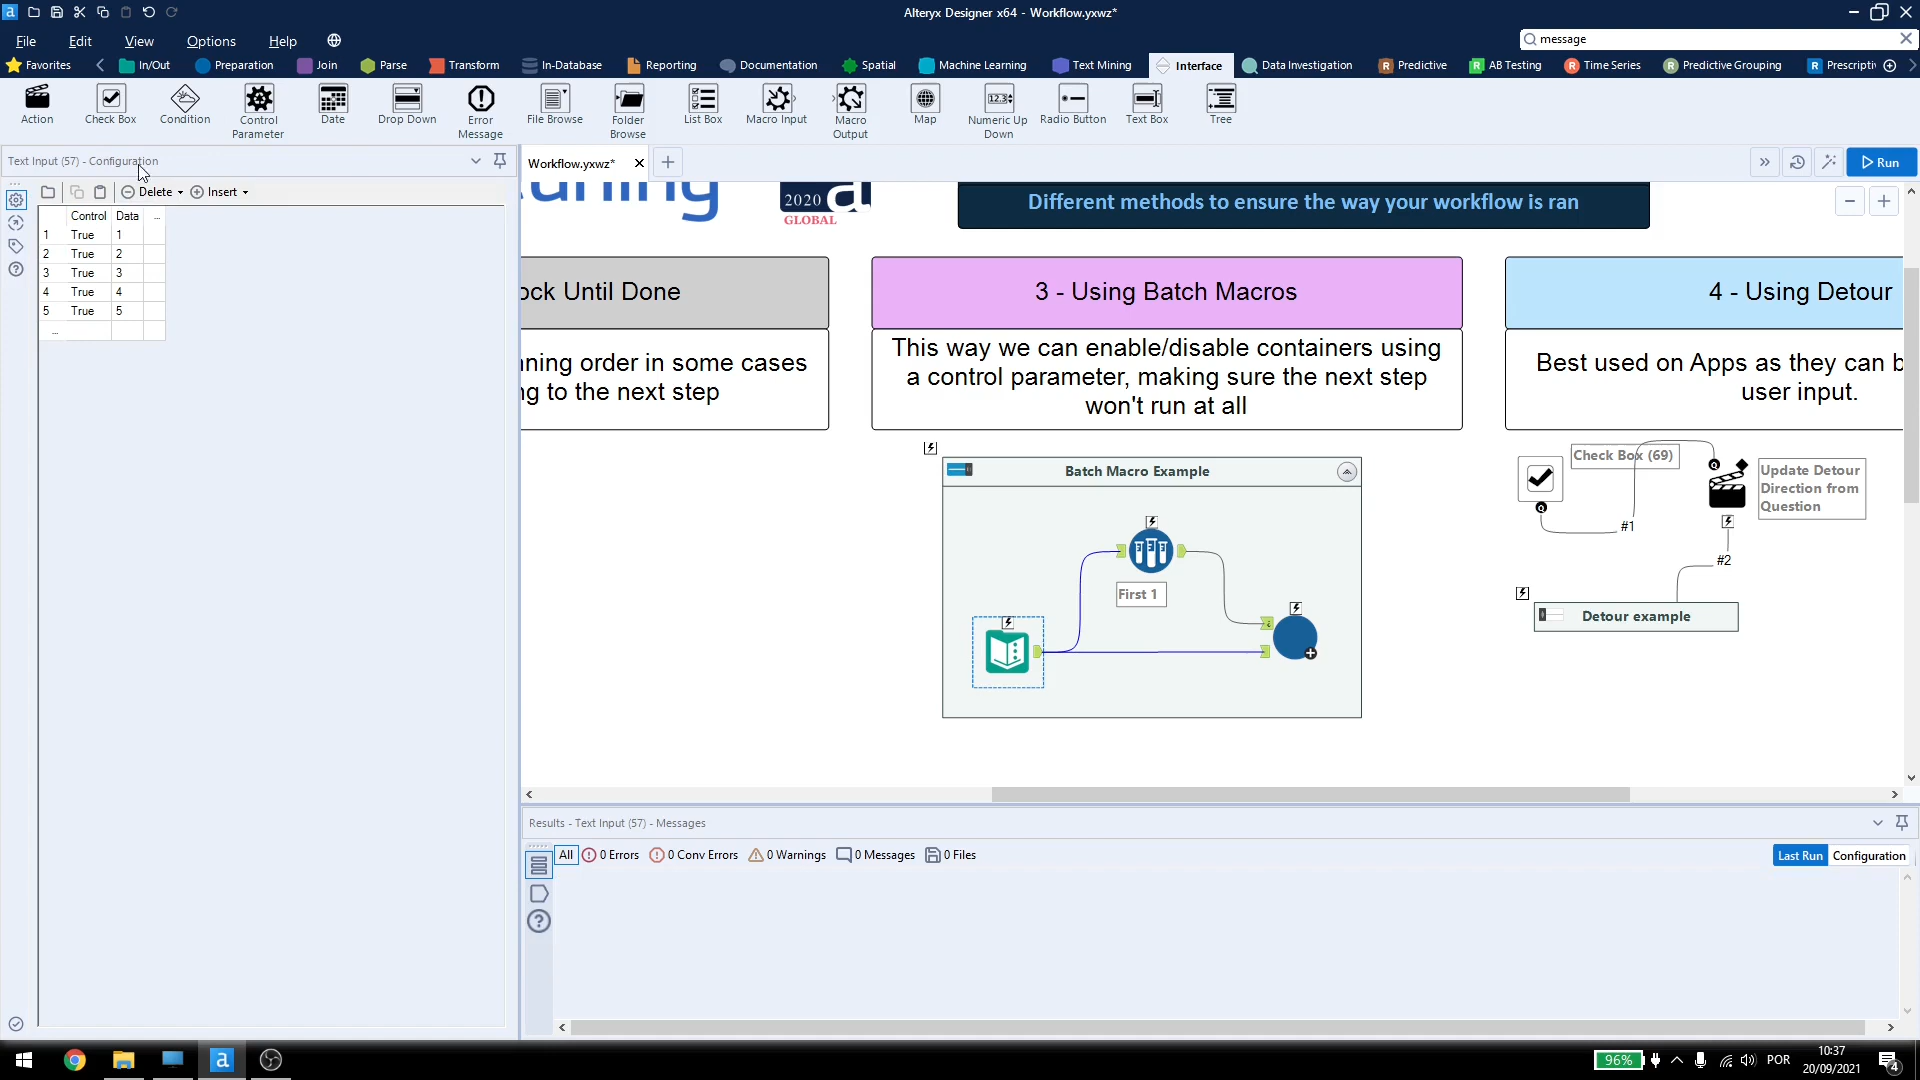 Alteryx Designer x64 - Workflow.yxwz*
File Edit View Options Help
message
Favorites In/Out Preparation Join Parse Transform In-Database Reporting Documentation Spatial Machine Learning Text Mining Interface Data Investigation Predictive AB Testing Time Series Predictive Grouping Prescripti
Action
Check Box
Condition
Control
Parameter
Date
Drop Down
Error
Message
File Browse
Folder
Browse
List Box
Macro Input
Macro
Output
Map
Numeric Up
Down
Radio Button
Text Box
Tree
Text Input (57) - Configuration
Delete Insert
Control Data ...
1 True 1
2 True 2
3 True 3
4 True 4
5 True 5
...
Workflow.yxwz*
Run
2020
GLOBAL
Different methods to ensure the way your workflow is ran
ock Until Done
nning order in some cases
ng to the next step
3 - Using Batch Macros
This way we can enable/disable containers using
a control parameter, making sure the next step
won't run at all
Batch Macro Example
First 1
4 - Using Detour
Best used on Apps as they can b
user input.
Check Box (69)
Update Detour
Direction from
Question
#1
#2
Detour example
Results - Text Input (57) - Messages
All 0 Errors 0 Conv Errors 0 Warnings 0 Messages 0 Files
Last Run Configuration
96%
POR
10:37
20/09/2021
4